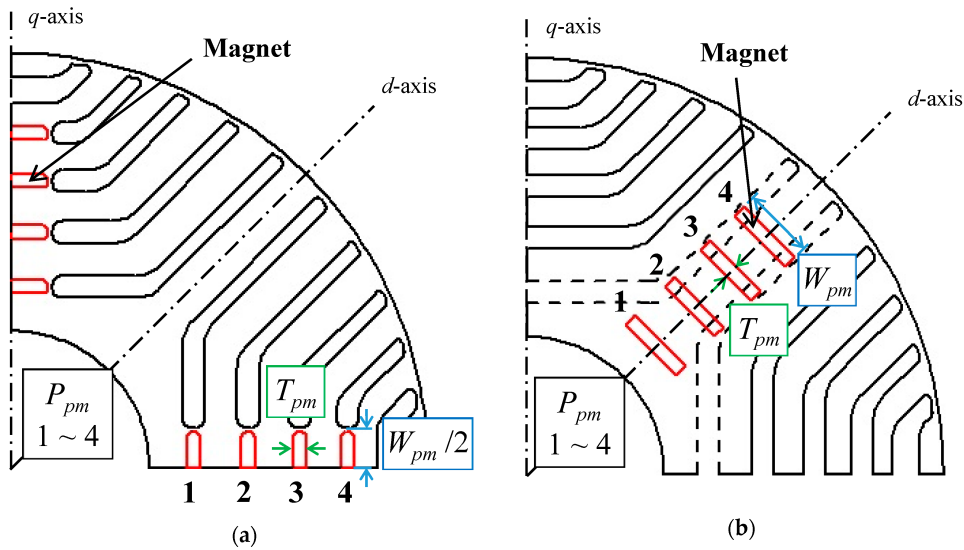 q-axis
Magnet
d-axis
P_pm
1 ~ 4
T_pm
W_pm /2
1 2 3 4
(a)
q-axis
Magnet
d-axis
4
3
2
1
W_pm
T_pm
P_pm
1 ~ 4
(b)